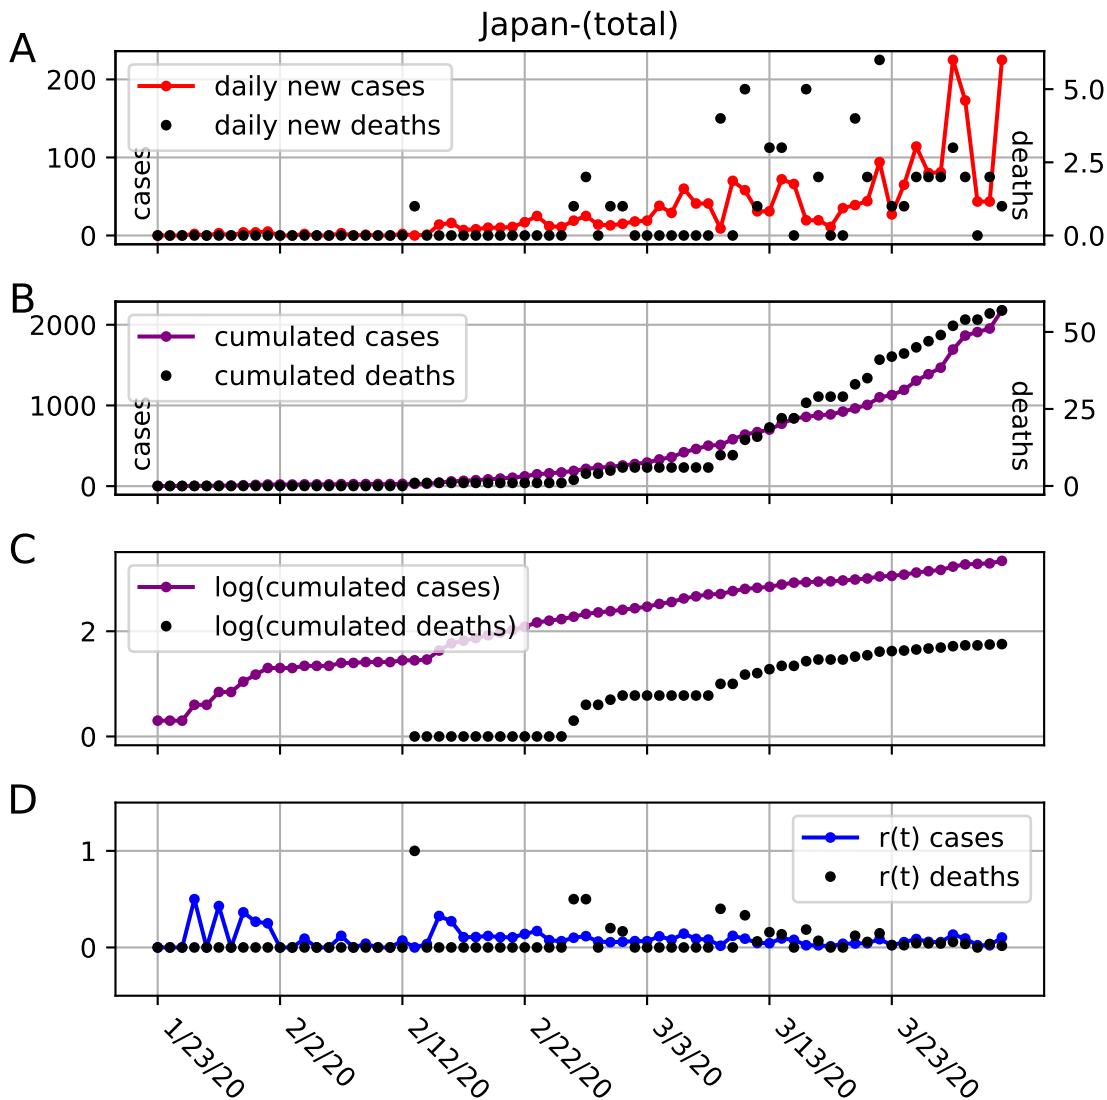 Japan-(total)
A
daily new cases
daily new deaths
200
100
0
cases
5.0
2.5
0.0
deaths
B
cumulated cases
cumulated deaths
2000
1000
0
cases
50
25
0
deaths
C
log(cumulated cases)
log(cumulated deaths)
2
0
D
r(t) cases
r(t) deaths
1
0
1/23/20
2/2/20
2/12/20
2/22/20
3/3/20
3/13/20
3/23/20